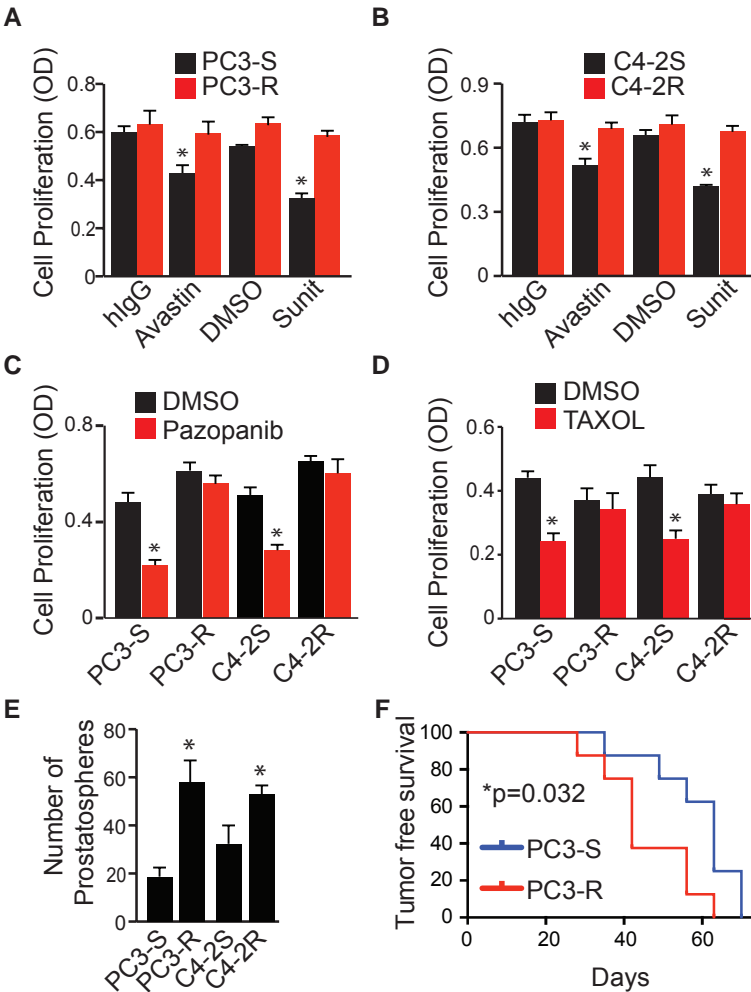 A
PC3-S
PC3-R
Cell Proliferation (OD)
0.8
0.6
0.4
0.2
0
*
*
hIgG
Avastin
DMSO
Sunit
B
C4-2S
C4-2R
Cell Proliferation (OD)
0.9
0.6
0.3
0
*
*
hIgG
Avastin
DMSO
Sunit
C
DMSO
Pazopanib
Cell Proliferation (OD)
0.8
0.4
0
*
*
PC3-S
PC3-R
C4-2S
C4-2R
D
DMSO
TAXOL
Cell Proliferation (OD)
0.6
0.4
0.2
0
*
*
PC3-S
PC3-R
C4-2S
C4-2R
E
Number of
Prostatospheres
80
60
40
20
0
*
*
PC3-S
PC3-R
C4-2S
C4-2R
F
Tumor free survival
100
80
60
40
20
0
*p=0.032
PC3-S
PC3-R
0
20
40
60
Days